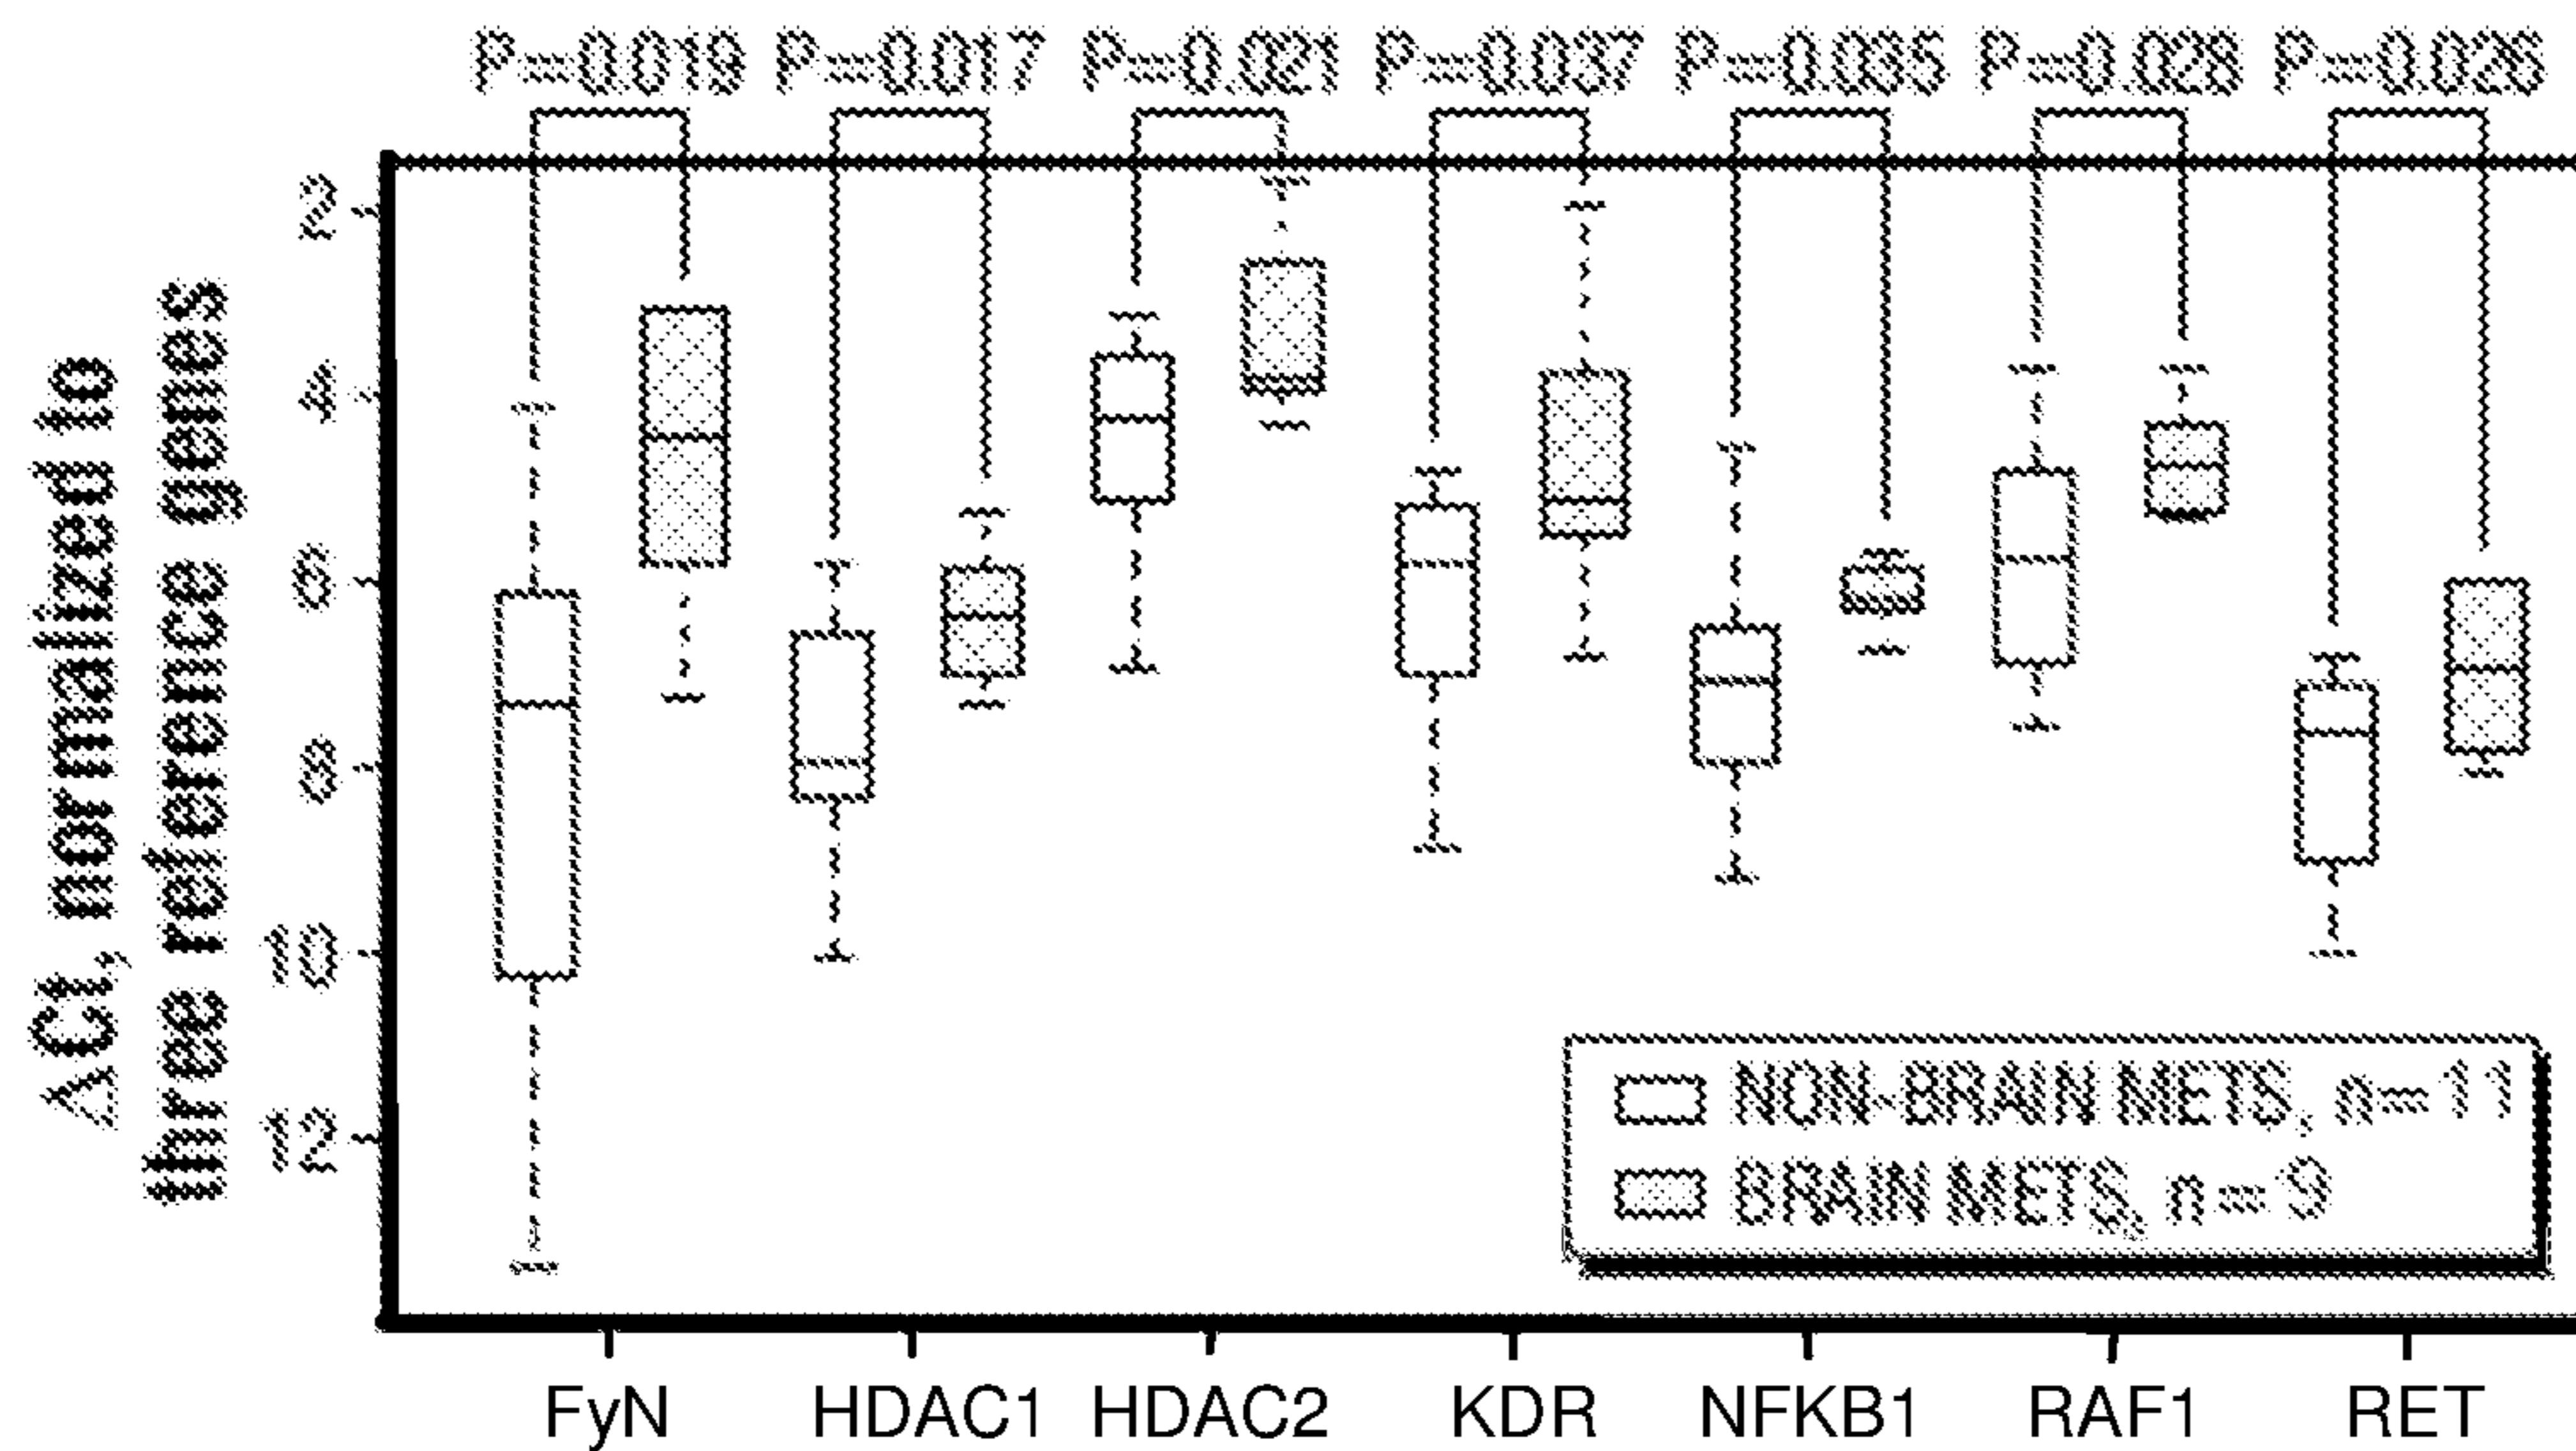 P=0.019 P=0.017 P=0.021 P=0.037 P=0.035 P=0.028 P=0.026
ΔCt, normalized to
three reference genes
2
4
6
8
10
12
NON-BRAIN METS, n=11
BRAIN METS, n=9
FyN HDAC1 HDAC2 KDR NFKB1 RAF1 RET